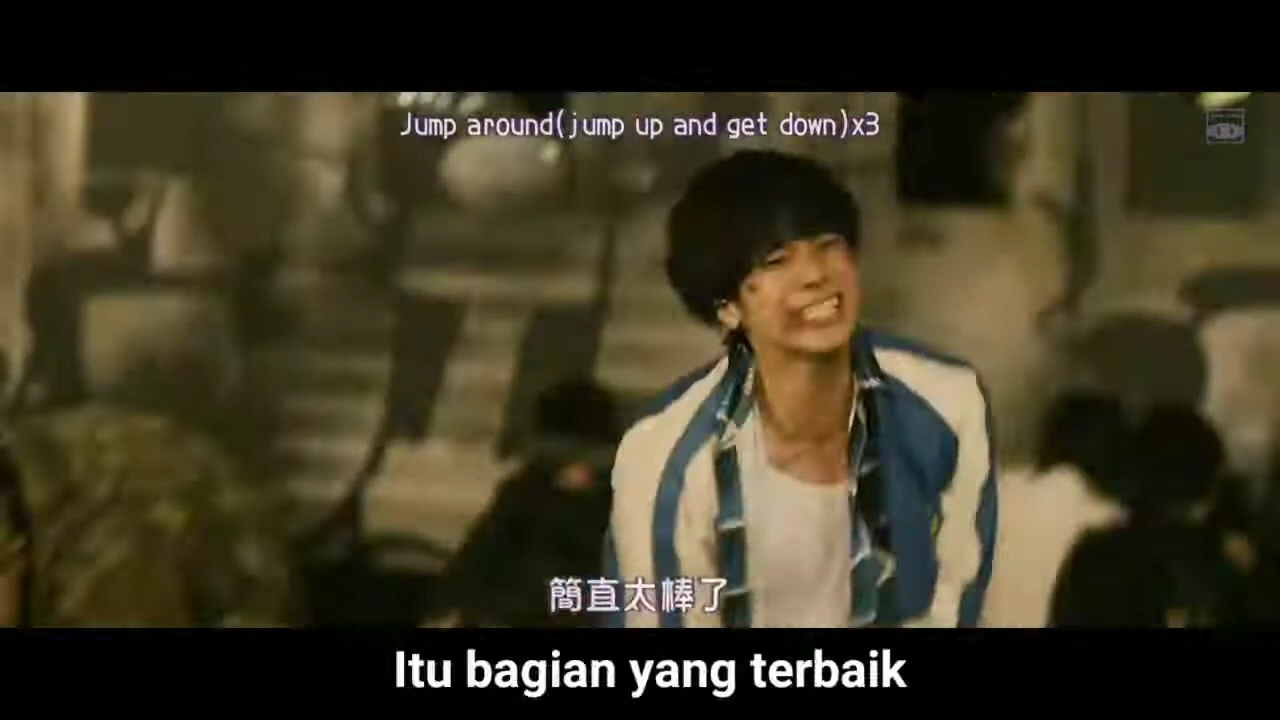 Jump around(jump up and get down)x3
簡直太棒了
Itu bagian yang terbaik